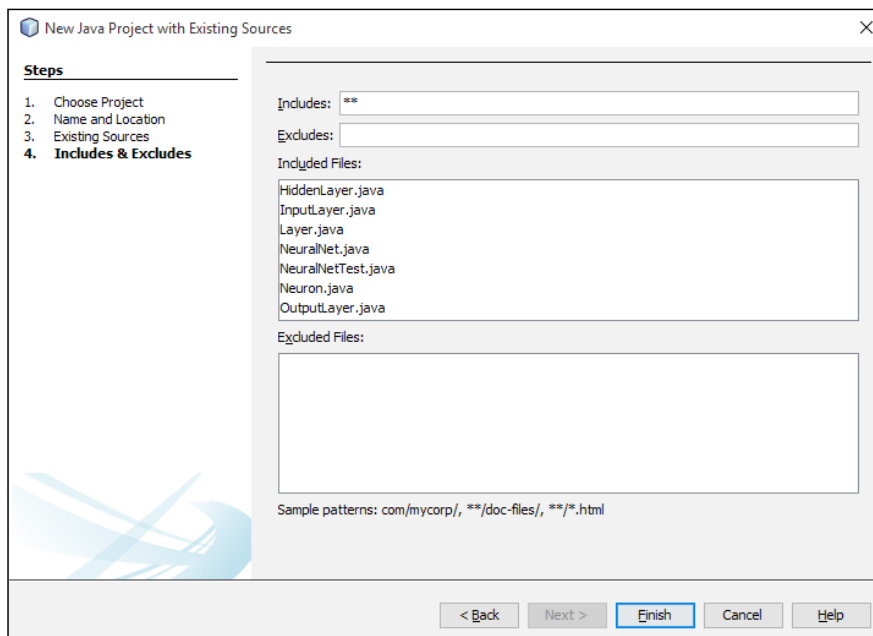 New Java Project with Existing Sources
Steps
1. Choose Project
2. Name and Location
3. Existing Sources
4. Includes & Excludes
Includes: **
Excludes:
Included Files:
HiddenLayer.java
InputLayer.java
Layer.java
NeuralNet.java
NeuralNetTest.java
Neuron.java
OutputLayer.java
Excluded Files:
Sample patterns: com/mycorp/, **/doc-files/, **/*.html
< Back Next > Finish Cancel Help